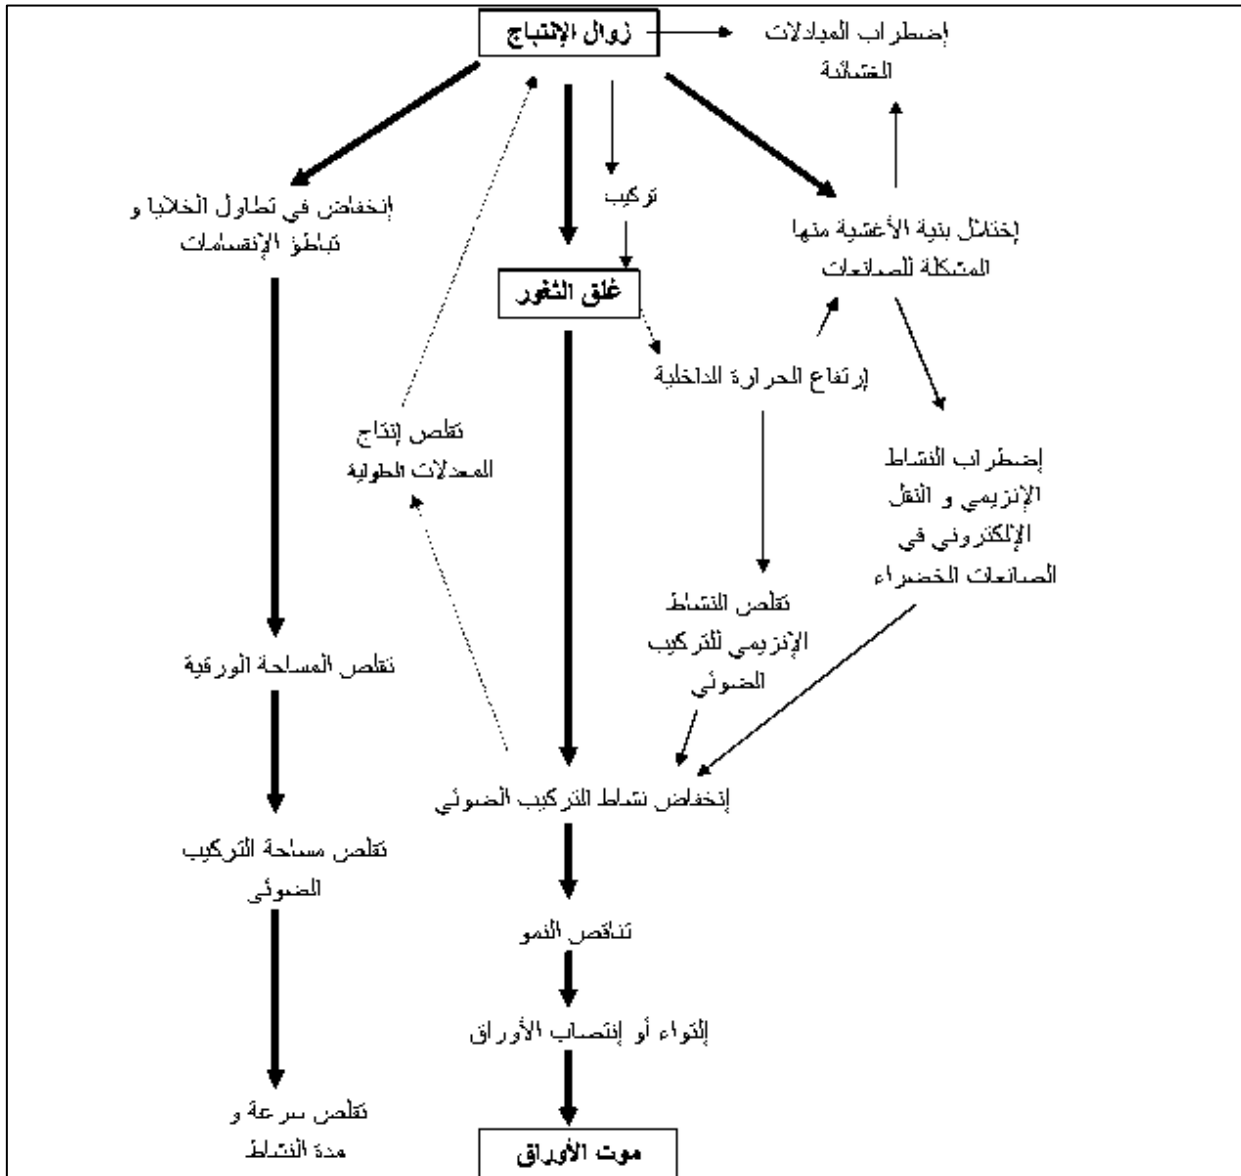 زوال الإنتباج
إضطراب المبادلات
الغشائية
إنخفاض في تطاول الخلايا و
تباطؤ الإنقسامات
تركيب
إختلال بنية الأغشية منها
المشكلة للصانعات
غلق الثغور
إرتفاع الحرارة الداخلية
تقلص إنتاج
المعدلات الحلولية
إضطراب النشاط
الإنزيمي و النقل
الإلكتروني في
الصانعات الخضراء
تقلص النشاط
الإنزيمي للتركيب
الضوئي
تقلص المساحة الورقية
إنخفاض نشاط التركيب الضوئي
تقلص مساحة التركيب
الضوئي
تناقص النمو
إلتواء أو إنتصاب الأوراق
تقلص سرعة و
مدة النشاط
موت الأوراق